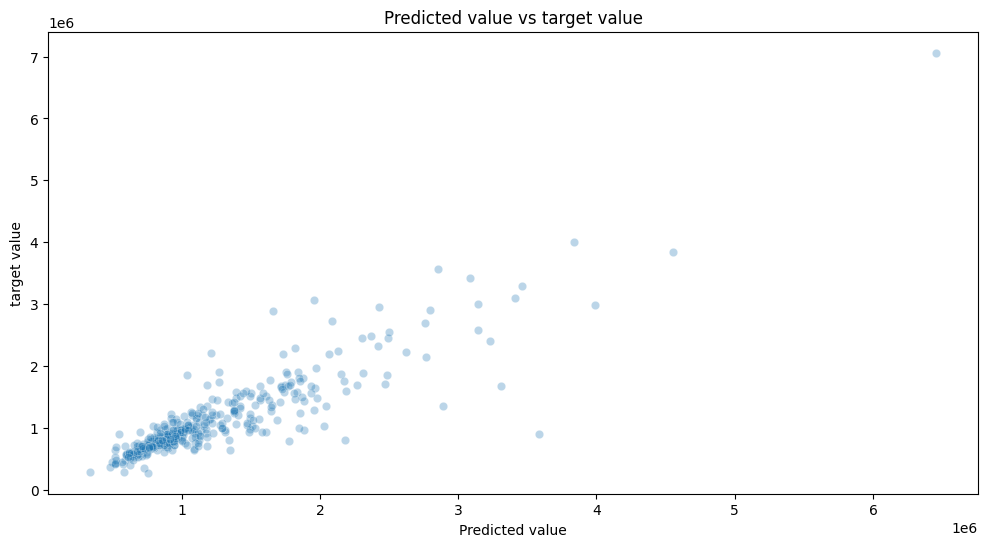 Predicted value vs target value
1e6
7
6
5
4
3
2
1
0
target value
1 2 3 4 5 6
1e6
Predicted value